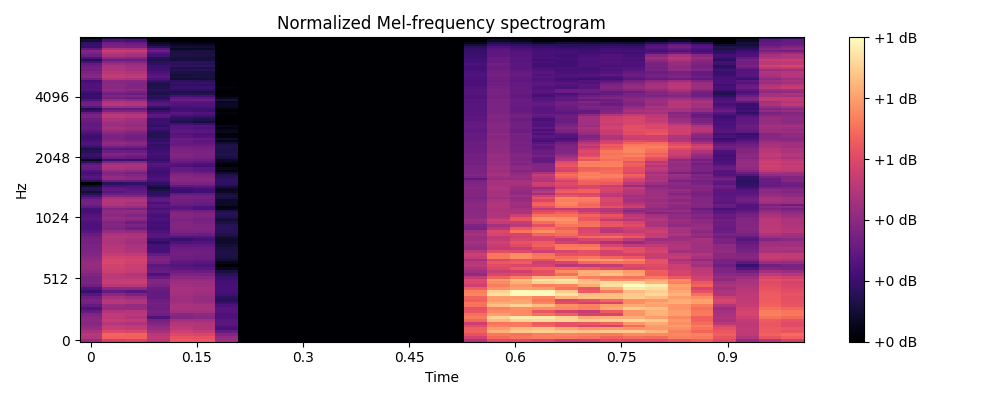 Normalized Mel-frequency spectrogram
Hz
4096
2048
1024
512
0
0 0.15 0.3 0.45 0.6 0.75 0.9
Time
+1 dB
+1 dB
+1 dB
+0 dB
+0 dB
+0 dB